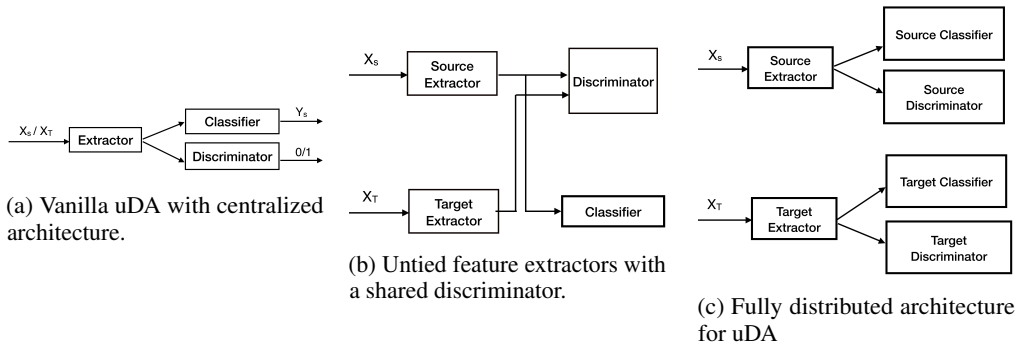 Xs / XT
Extractor
Classifier
Ys
Discriminator
0/1
(a) Vanilla uDA with centralized
architecture.
Xs
Source
Extractor
Discriminator
XT
Target
Extractor
Classifier
(b) Untied feature extractors with
a shared discriminator.
Xs
Source
Extractor
Source Classifier
Source
Discriminator
XT
Target
Extractor
Target Classifier
Target
Discriminator
(c) Fully distributed architecture
for uDA